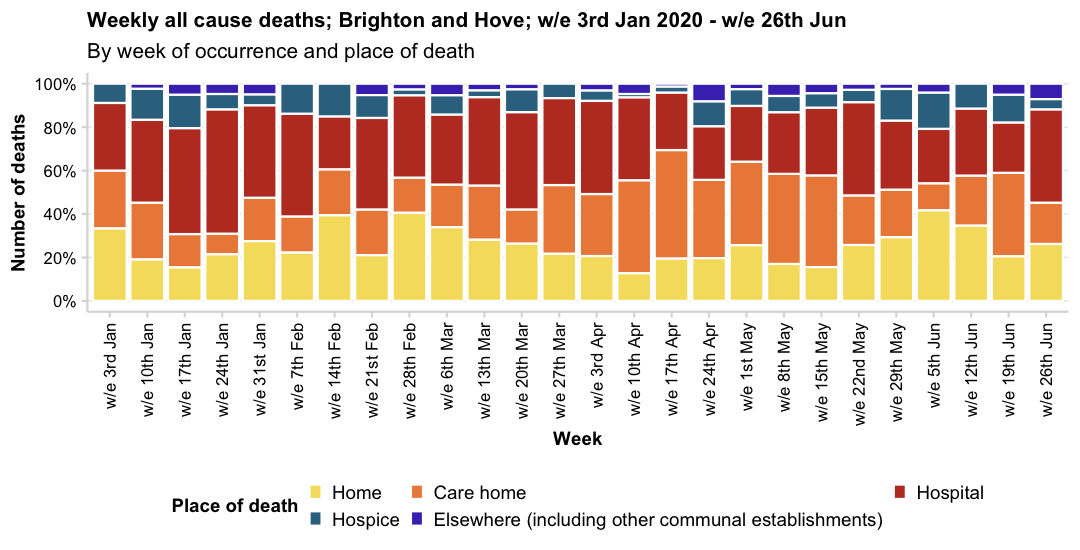 Weekly all cause deaths; Brighton and Hove; w/e 3rd Jan 2020 - w/e 26th Jun
By week of occurrence and place of death
Number of deaths
100%
80%
60%
40%
20%
0%
w/e 3rd Jan
w/e 10th Jan
w/e 17th Jan
w/e 24th Jan
w/e 31st Jan
w/e 7th Feb
w/e 14th Feb
w/e 21st Feb
w/e 28th Feb
w/e 6th Mar
w/e 13th Mar
w/e 20th Mar
w/e 27th Mar
w/e 3rd Apr
w/e 10th Apr
w/e 17th Apr
w/e 24th Apr
w/e 1st May
w/e 8th May
w/e 15th May
w/e 22nd May
w/e 29th May
w/e 5th Jun
w/e 12th Jun
w/e 19th Jun
w/e 26th Jun
Week
Place of death
Home
Care home
Hospital
Hospice
Elsewhere (including other communal establishments)